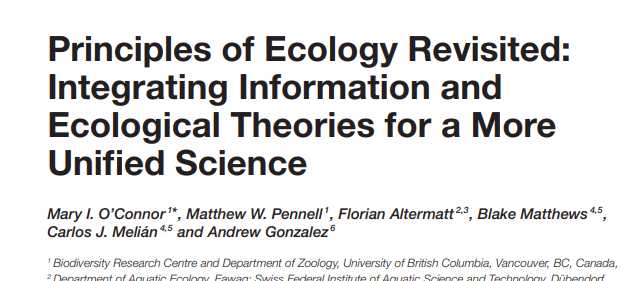 Principles of Ecology Revisited:
Integrating Information and
Ecological Theories for a More
Unified Science
Mary I. O'Connor 1*, Matthew W. Pennell 1, Florian Altermatt 2,3, Blake Matthews 4,5,
Carlos J. Melián 4,5 and Andrew Gonzalez 6
1 Biodiversity Research Centre and Department of Zoology, University of British Columbia, Vancouver, BC, Canada,
2 Department of Aquatic Ecology, Eawag: Swiss Federal Institute of Aquatic Science and Technology, Dübendorf,